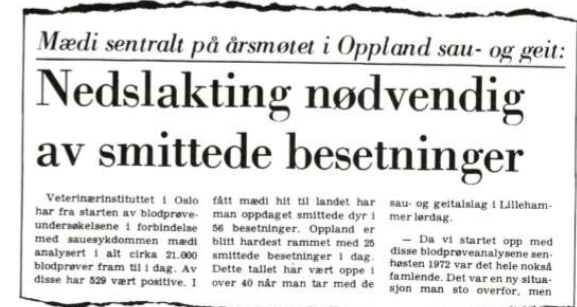 Mædi sentralt på årsmøtet i Oppland sau- og geit:
Nedslakting nødvendig
av smittede besetninger
Veterinærinstituttet i Oslo
har fra starten av blodprøve-
undersøkelsene i forbindelse
med sauesykdommen mædi
analysert i alt cirka 21.000
blodprøver fram til i dag. Av
disse har 529 vært positive. I
fått mædi hit til landet har
man oppdaget smittede dyr i
56 besetninger. Oppland er
blitt hardest rammet med 25
smittede besetninger i dag.
Dette tallet har vært oppe i
over 40 når man tar med de
sau- og geitalslag i Lilleham-
mer lørdag.
— Da vi startet opp med
disse blodprøveanalysene sen-
høsten 1972 var det hele nokså
famlende. Det var en ny situa-
sjon man sto overfor, men